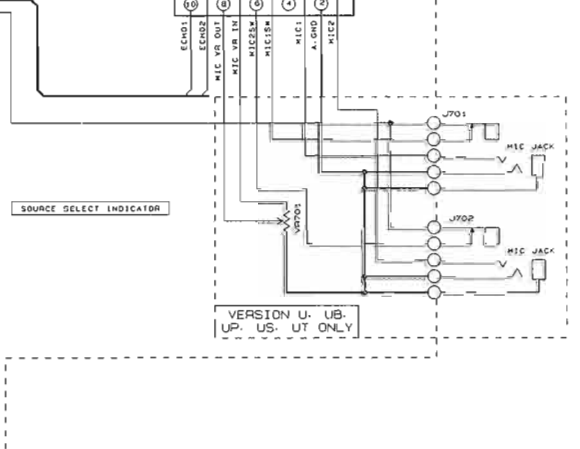 10 8 6 4 2
ECHO1
ECHO2
MIC VR OUT
MIC VR IN
MIC2SW
MIC1SW
MIC1
A.GND
MIC2
J701
MIC JACK
SOURCE SELECT INDICATOR
VR701
J702
MIC JACK
VERSION U. UB.
UP. US. UT ONLY